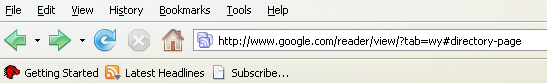 File Edit View History Bookmarks Tools Help
http://www.google.com/reader/view/?tab=wy#directory-page
Getting Started Latest Headlines Subscribe...